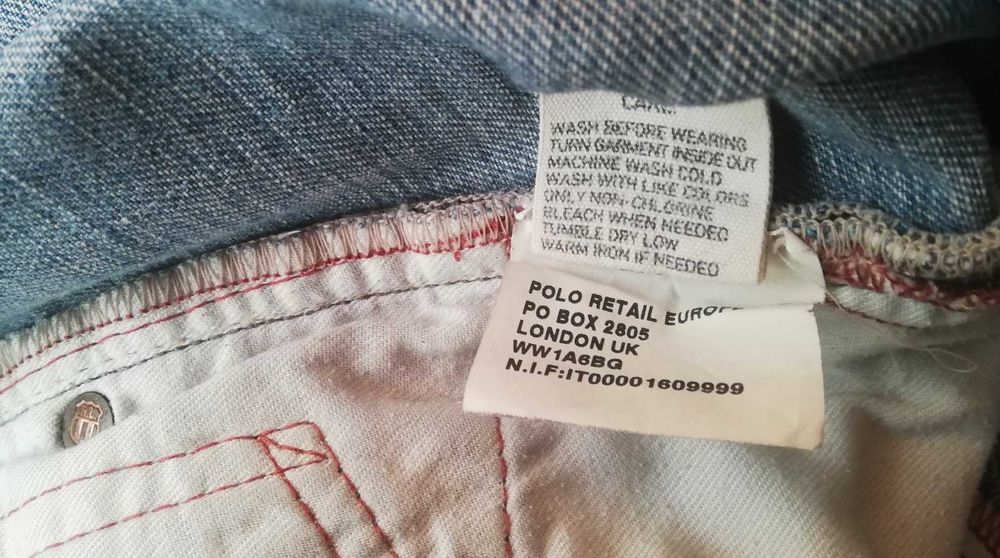 CARE:
WASH BEFORE WEARING
TURN GARMENT INSIDE OUT
MACHINE WASH COLD
WASH WITH LIKE COLORS
ONLY NON-CHLORINE
BLEACH WHEN NEEDED
TUMBLE DRY LOW
WARM IRON IF NEEDED
POLO RETAIL
PO BOX 2805
LONDON UK
WW1A6BG
N.I.F:IT00001609999